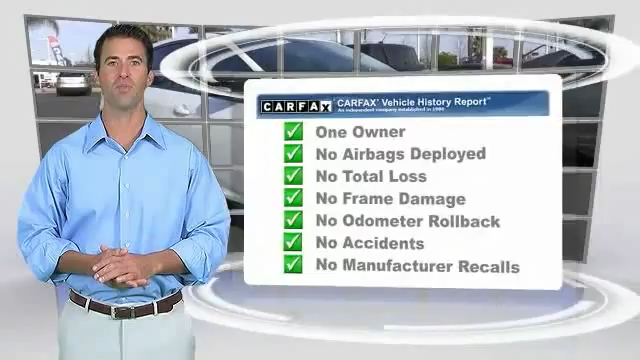 CARFAX CARFAX Vehicle History Report™
An independent company established in 1986
One Owner
No Airbags Deployed
No Total Loss
No Frame Damage
No Odometer Rollback
No Accidents
No Manufacturer Recalls